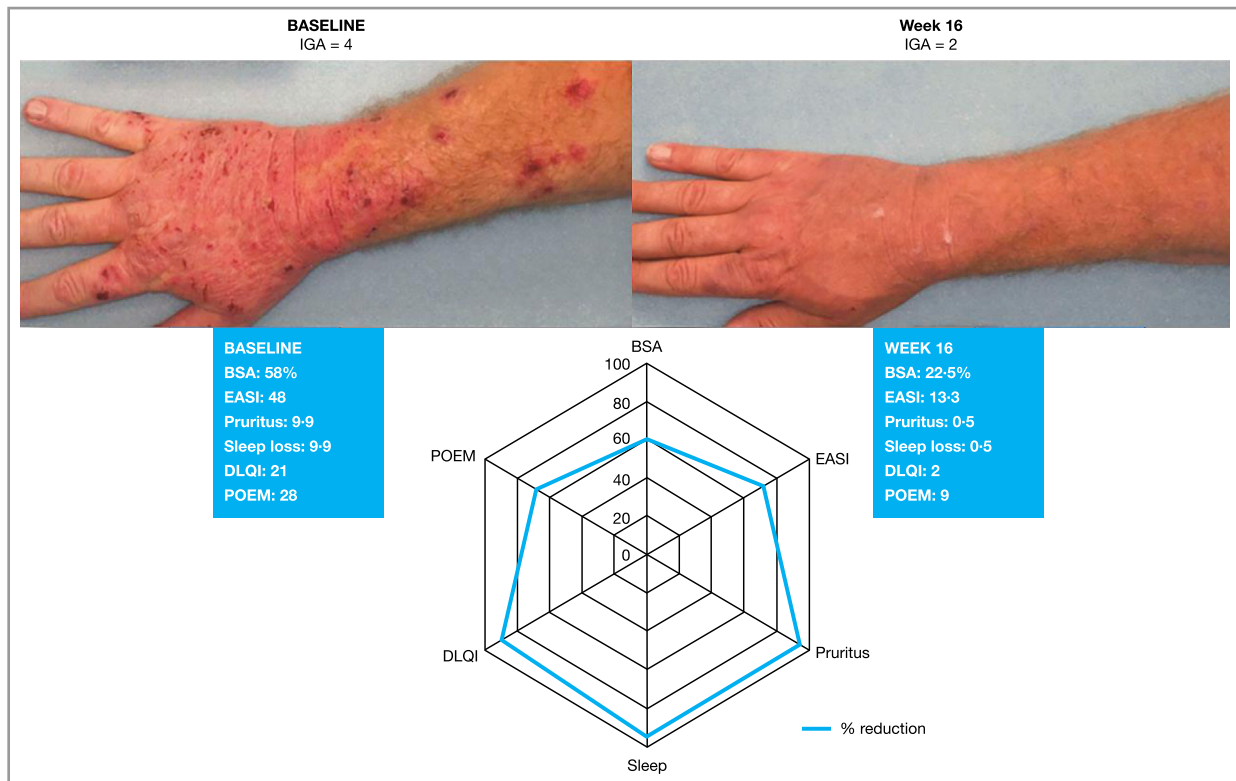 BASELINE
IGA = 4
Week 16
IGA = 2
BASELINE
BSA: 58%
EASI: 48
Pruritus: 9·9
Sleep loss: 9·9
DLQI: 21
POEM: 28
BSA
100
80
60
40
20
0
EASI
Pruritus
Sleep
DLQI
POEM
% reduction
WEEK 16
BSA: 22·5%
EASI: 13·3
Pruritus: 0·5
Sleep loss: 0·5
DLQI: 2
POEM: 9